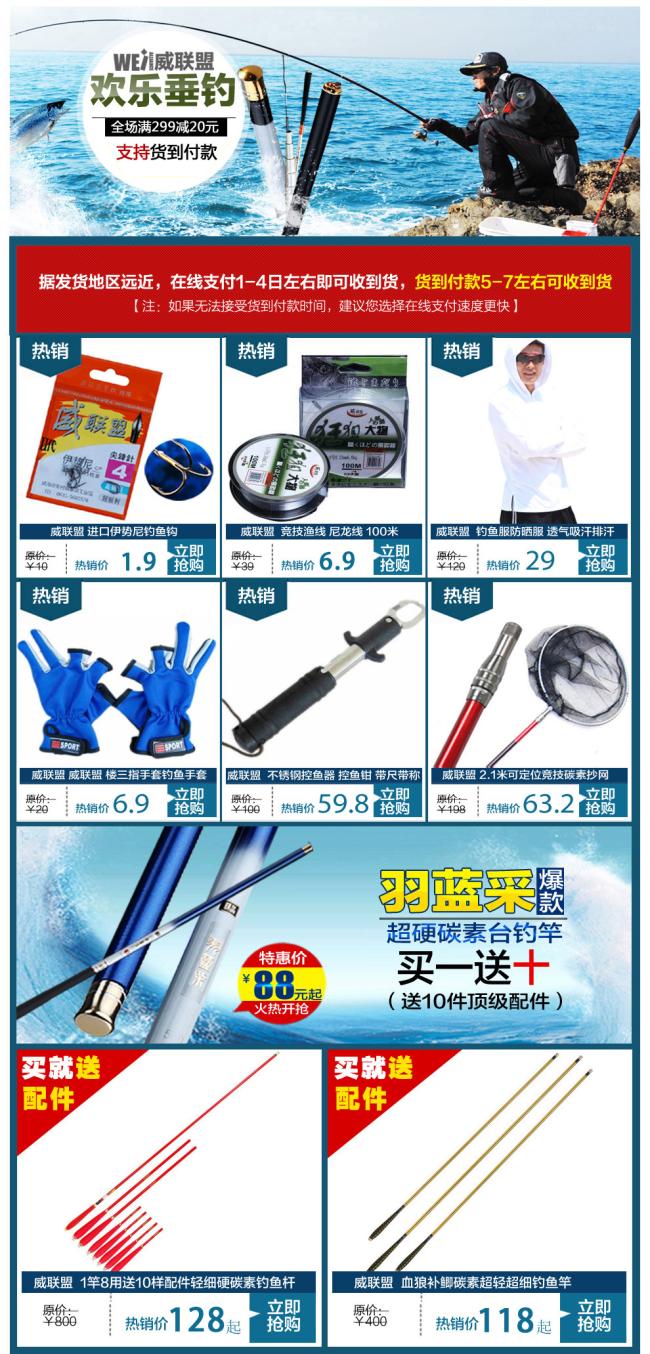 WEI威联盟
欢乐垂钓
全场满299减20元
支持货到付款
据发货地区远近，在线支付1-4日左右即可收到货，货到付款5-7左右可收到货
【注：如果无法接受货到付款时间，建议您选择在线支付速度更快】
热销
威联盟
伊势尼
尖锋针
4
威联盟 进口伊势尼钓鱼钩
原价：
￥10
热销价 1.9
立即
抢购
热销
大物
100M
威联盟 竞技渔线 尼龙线 100米
原价：
￥39
热销价 6.9
立即
抢购
热销
威联盟 钓鱼服防晒服 透气吸汗排汗
原价：
￥120
热销价 29
立即
抢购
热销
SPORT
SPORT
威联盟 威联盟 楼三指手套钓鱼手套
原价：
￥20
热销价 6.9
立即
抢购
热销
威联盟 不锈钢控鱼器 控鱼钳 带尺带称
原价：
￥100
热销价 59.8
立即
抢购
热销
威联盟 2.1米可定位竞技碳素抄网
原价：
￥198
热销价 63.2
立即
抢购
羽蓝采
羽蓝采 爆款
超硬碳素台钓竿
买一送十
（送10件顶级配件）
特惠价
￥88元起
火热开抢
买就送
配件
威联盟 1竿8用送10样配件轻细硬碳素钓鱼杆
原价：
￥800
热销价 128起
立即
抢购
买就送
配件
威联盟 血狼补鲫碳素超轻超细钓鱼竿
原价：
￥400
热销价 118起
立即
抢购